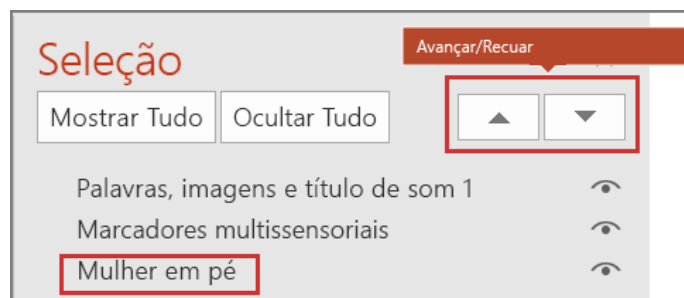 Avançar/Recuar
Seleção
Mostrar Tudo Ocultar Tudo
Palavras, imagens e título de som 1
Marcadores multissensoriais
Mulher em pé